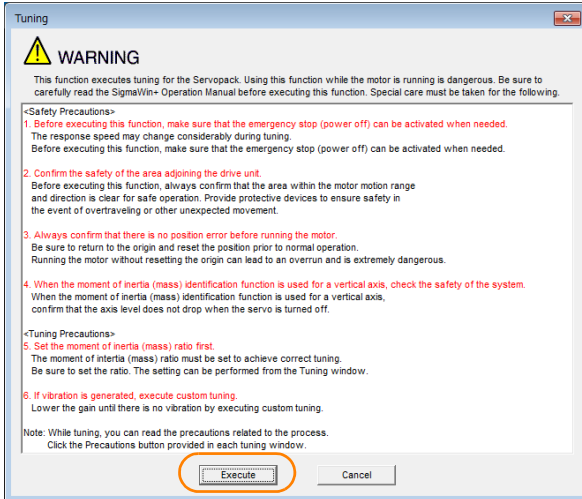 Tuning
WARNING
This function executes tuning for the Servopack. Using this function while the motor is running is dangerous. Be sure to
carefully read the SigmaWin+ Operation Manual before executing this function. Special care must be taken for the following.
<Safety Precautions>
1. Before executing this function, make sure that the emergency stop (power off) can be activated when needed.
The response speed may change considerably during tuning.
Before executing this function, make sure that the emergency stop (power off) can be activated when needed.
2. Confirm the safety of the area adjoining the drive unit.
Before executing this function, always confirm that the area within the motor motion range
and direction is clear for safe operation. Provide protective devices to ensure safety in
the event of overtraveling or other unexpected movement.
3. Always confirm that there is no position error before running the motor.
Be sure to return to the origin and reset the position prior to normal operation.
Running the motor without resetting the origin can lead to an overrun and is extremely dangerous.
4. When the moment of inertia (mass) identification function is used for a vertical axis, check the safety of the system.
When the moment of inertia (mass) identification function is used for a vertical axis,
confirm that the axis level does not drop when the servo is turned off.
<Tuning Precautions>
5. Set the moment of inertia (mass) ratio first.
The moment of intertia (mass) ratio must be set to achieve correct tuning.
Be sure to set the ratio. The setting can be performed from the Tuning window.
6. If vibration is generated, execute custom tuning.
Lower the gain until there is no vibration by executing custom tuning.
Note: While tuning, you can read the precautions related to the process.
Click the Precautions button provided in each tuning window.
Execute Cancel